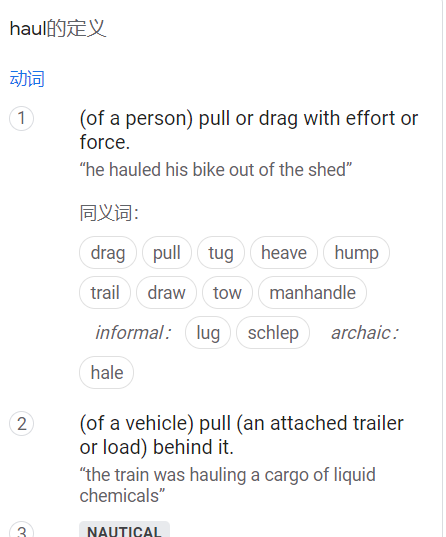 haul的定义
动词
1 (of a person) pull or drag with effort or
force.
“he hauled his bike out of the shed”
同义词：
drag pull tug heave hump
trail draw tow manhandle
informal： lug schlep archaic：
hale
2 (of a vehicle) pull (an attached trailer
or load) behind it.
“the train was hauling a cargo of liquid
chemicals”
3 NAUTICAL